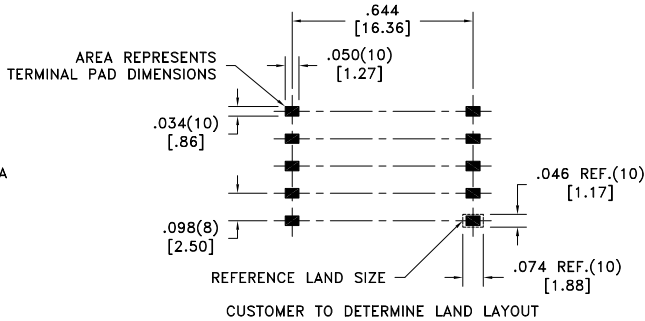 .644
[16.36]
AREA REPRESENTS
TERMINAL PAD DIMENSIONS
.050(10)
[1.27]
.034(10)
[.86]
A
.046 REF.(10)
[1.17]
.098(8)
[2.50]
REFERENCE LAND SIZE
.074 REF.(10)
[1.88]
CUSTOMER TO DETERMINE LAND LAYOUT